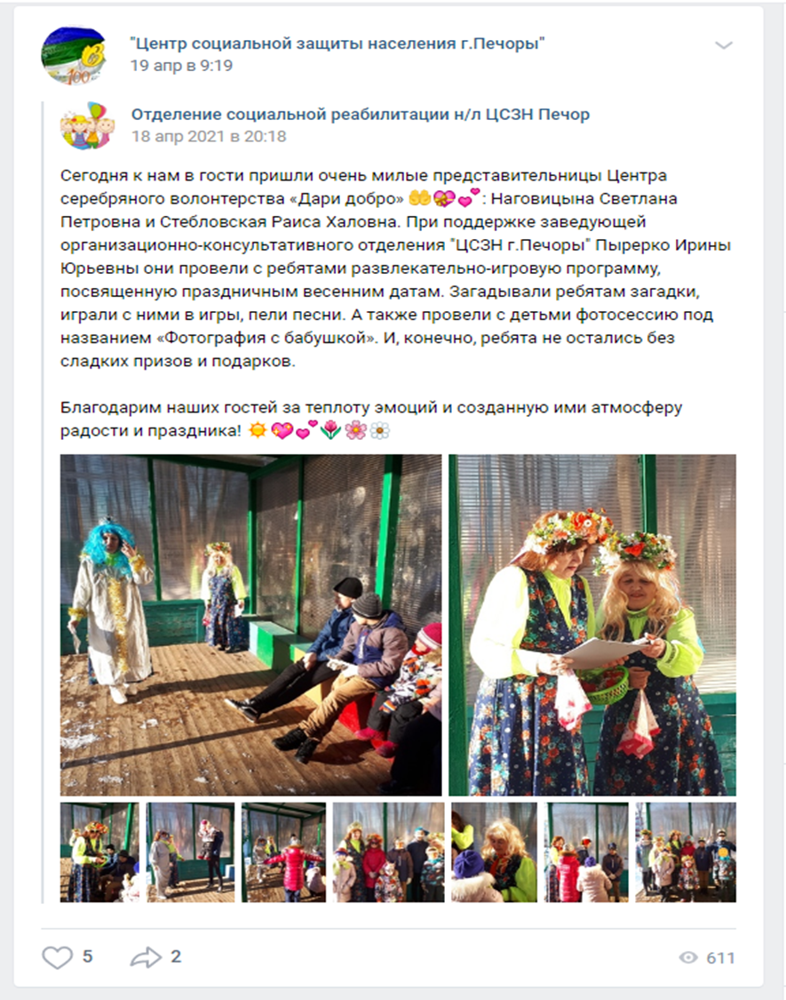 "Центр социальной защиты населения г.Печоры"
19 апр в 9:19
Отделение социальной реабилитации н/л ЦСЗН Печор
18 апр 2021 в 20:18
Сегодня к нам в гости пришли очень милые представительницы Центра
серебряного волонтерства «Дари добро» 🤲💝💕: Наговицына Светлана
Петровна и Стебловская Раиса Халовна. При поддержке заведующей
организационно-консультативного отделения "ЦСЗН г.Печоры" Пырерко Ирины
Юрьевны они провели с ребятами развлекательно-игровую программу,
посвященную праздничным весенним датам. Загадывали ребятам загадки,
играли с ними в игры, пели песни. А также провели с детьми фотосессию под
названием «Фотография с бабушкой». И, конечно, ребята не остались без
сладких призов и подарков.
Благодарим наших гостей за теплоту эмоций и созданную ими атмосферу
радости и праздника! ☀️💖💕🌷🌸🌼
5
2
611